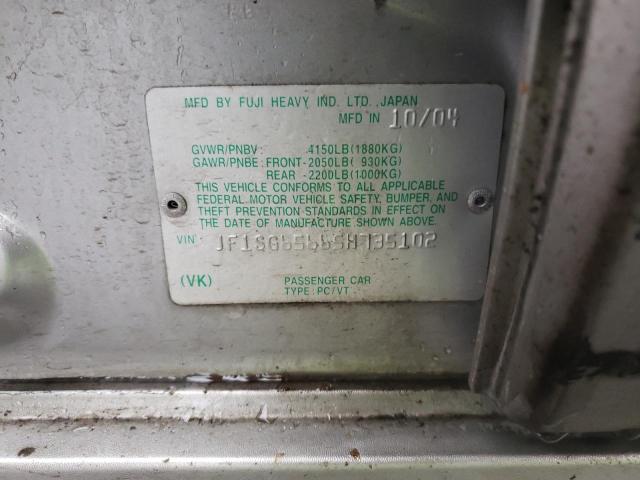 MFD BY FUJI HEAVY IND. LTD. JAPAN
MFD IN 10/04
GVWR/PNBV: 4150LB(1880KG)
GAWR/PNBE: FRONT-2050LB( 930KG)
REAR -2200LB(1000KG)
THIS VEHICLE CONFORMS TO ALL APPLICABLE
FEDERAL MOTOR VEHICLE SAFETY, BUMPER, AND
THEFT PREVENTION STANDARDS IN EFFECT ON
THE DATE OF MANUFACTURE SHOWN ABOVE.
VIN JF1SG65665H735102
(VK) PASSENGER CAR
TYPE: PC/VT